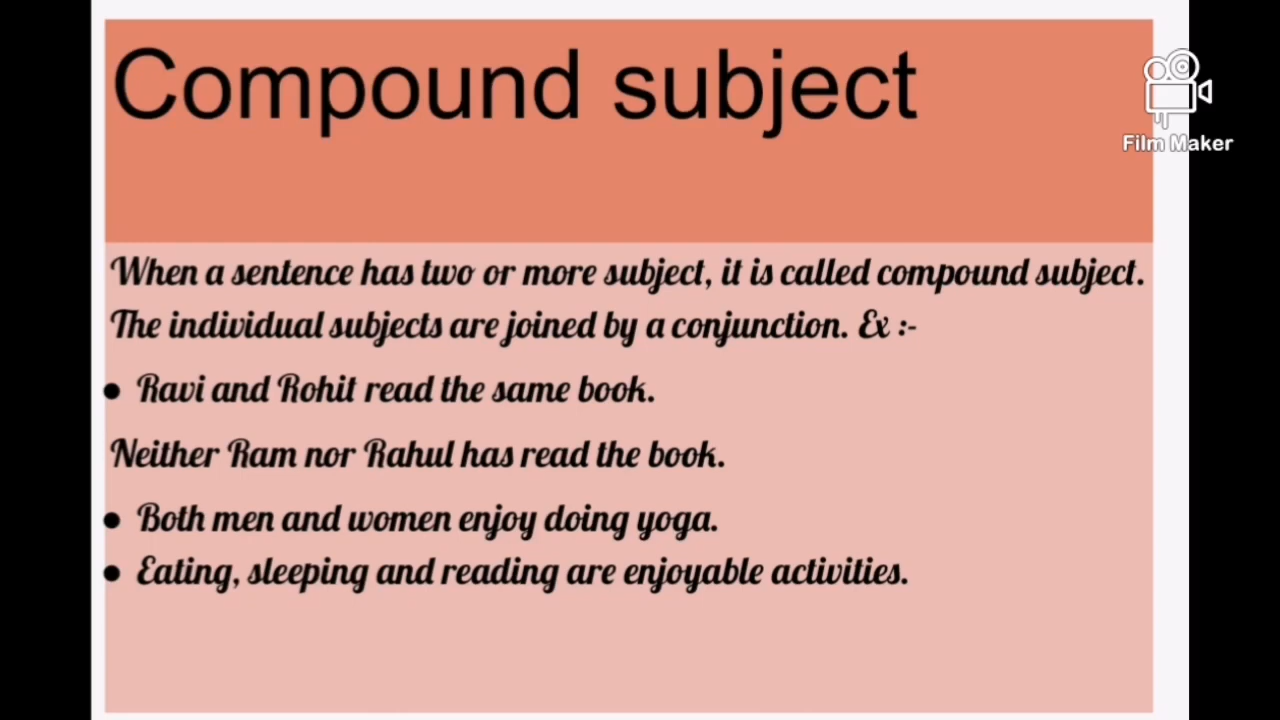 Compound subject
Film Maker
When a sentence has two or more subject, it is called compound subject.
The individual subjects are joined by a conjunction. Ex :-
● Ravi and Rohit read the same book.
Neither Ram nor Rahul has read the book.
● Both men and women enjoy doing yoga.
● Eating, sleeping and reading are enjoyable activities.